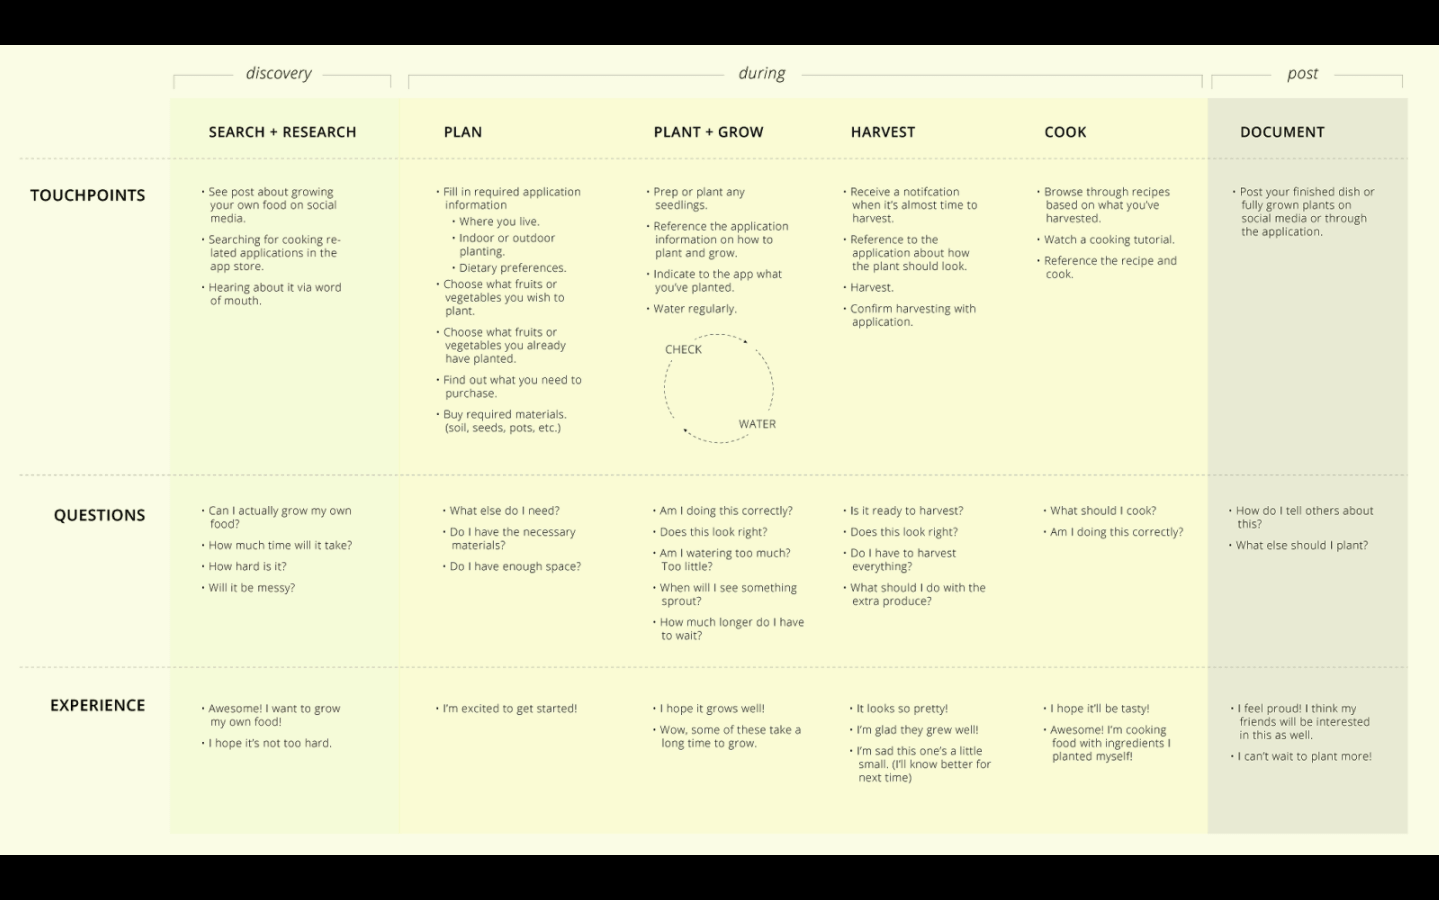 discovery
during
post
SEARCH + RESEARCH
PLAN
PLANT + GROW
HARVEST
COOK
DOCUMENT
TOUCHPOINTS
• See post about growing
your own food on social
media.
• Searching for cooking re-
lated applications in the
app store.
• Hearing about it via word
of mouth.
• Fill in required application
information
• Where you live.
• Indoor or outdoor
planting.
• Dietary preferences.
• Choose what fruits or
vegetables you wish to
plant.
• Choose what fruits or
vegetables you already
have planted.
• Find out what you need to
purchase.
• Buy required materials.
(soil, seeds, pots, etc.)
• Prep or plant any
seedlings.
• Reference the application
information on how to
plant and grow.
• Indicate to the app what
you've planted.
• Water regularly.
CHECK
WATER
• Receive a notifcation
when it's almost time to
harvest.
• Reference to the
application about how
the plant should look.
• Harvest.
• Confirm harvesting with
application.
• Browse through recipes
based on what you've
harvested.
• Watch a cooking tutorial.
• Reference the recipe and
cook.
• Post your finished dish or
fully grown plants on
social media or through
the application.
QUESTIONS
• Can I actually grow my own
food?
• How much time will it take?
• How hard is it?
• Will it be messy?
• What else do I need?
• Do I have the necessary
materials?
• Do I have enough space?
• Am I doing this correctly?
• Does this look right?
• Am I watering too much?
Too little?
• When will I see something
sprout?
• How much longer do I have
to wait?
• Is it ready to harvest?
• Does this look right?
• Do I have to harvest
everything?
• What should I do with the
extra produce?
• What should I cook?
• Am I doing this correctly?
• How do I tell others about
this?
• What else should I plant?
EXPERIENCE
• Awesome! I want to grow
my own food!
• I hope it's not too hard.
• I'm excited to get started!
• I hope it grows well!
• Wow, some of these take a
long time to grow.
• It looks so pretty!
• I'm glad they grew well!
• I'm sad this one's a little
small. (I'll know better for
next time)
• I hope it'll be tasty!
• Awesome! I'm cooking
food with ingredients I
planted myself!
• I feel proud! I think my
friends will be interested
in this as well.
• I can't wait to plant more!